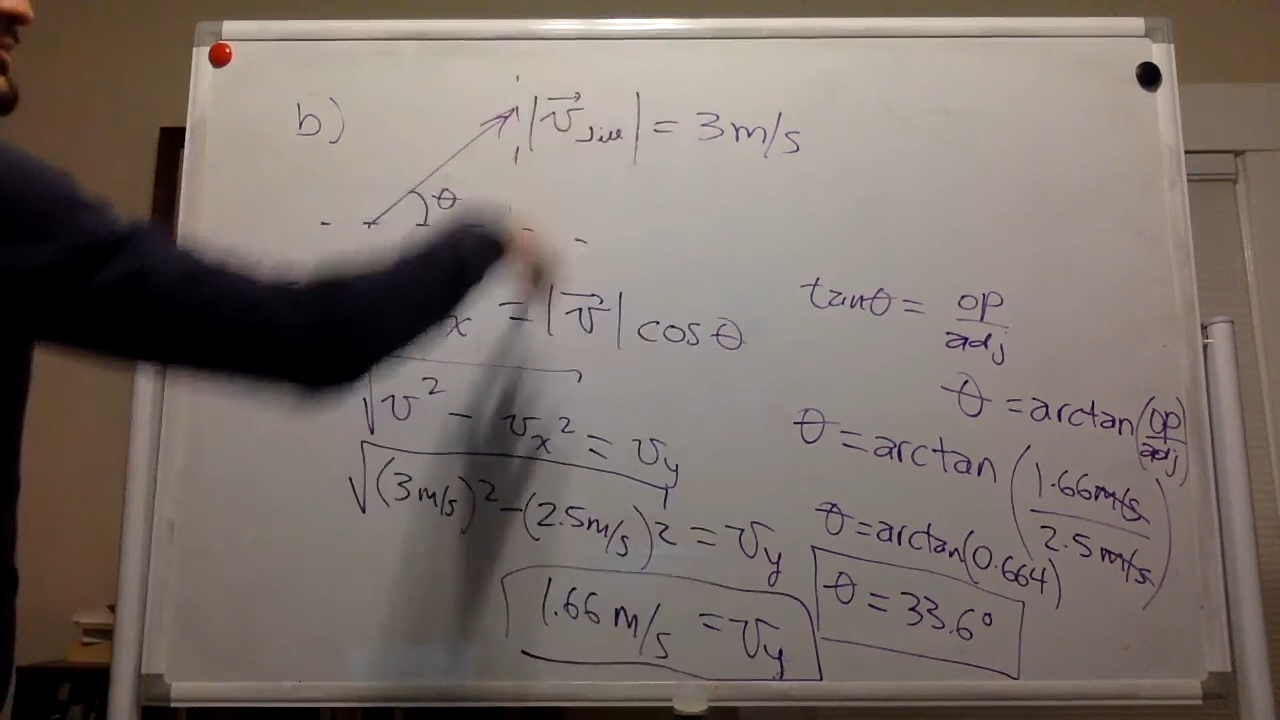 b)
|v⃗ Jill| = 3 m/s
θ
x = |v⃗| cos θ
√(v² - vₓ²) = v_y
√((3 m/s)² - (2.5 m/s)²) = v_y
1.66 m/s = v_y
tan θ = op/adj
θ = arctan(op/adj)
θ = arctan(1.66 m/s / 2.5 m/s)
θ = arctan(0.664)
θ = 33.6°